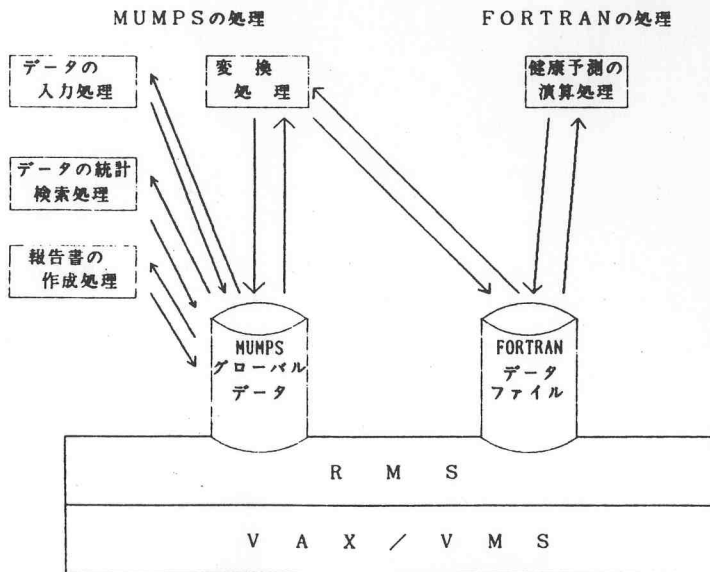 MUMPSの処理
FORTRANの処理
データの
入力処理
変換
処理
健康予測の
演算処理
データの統計
検索処理
報告書の
作成処理
MUMPS
グローバル
データ
FORTRAN
データ
ファイル
RMS
VAX/VMS